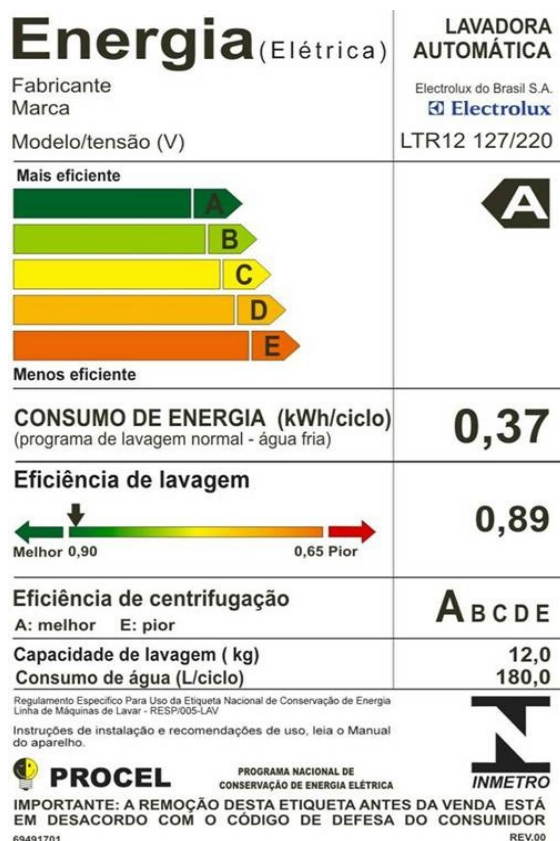 Energia (Elétrica)
LAVADORA
AUTOMÁTICA
Fabricante
Marca
Electrolux do Brasil S.A.
Electrolux
Modelo/tensão (V)
LTR12 127/220
Mais eficiente
A
A
B
C
D
E
Menos eficiente
CONSUMO DE ENERGIA (kWh/ciclo)
(programa de lavagem normal - água fria)
0,37
Eficiência de lavagem
0,89
Melhor 0,90
0,65 Pior
Eficiência de centrifugação
A: melhor E: pior
A B C D E
Capacidade de lavagem ( kg) 12,0
Consumo de água (L/ciclo) 180,0
Regulamento Especifico Para Uso da Etiqueta Nacional de Conservação de Energia
Linha de Máquinas de Lavar - RESP/005-LAV
Instruções de instalação e recomendações de uso, leia o Manual
do aparelho.
PROCEL
PROGRAMA NACIONAL DE
CONSERVAÇÃO DE ENERGIA ELÉTRICA
INMETRO
IMPORTANTE: A REMOÇÃO DESTA ETIQUETA ANTES DA VENDA ESTÁ
EM DESACORDO COM O CÓDIGO DE DEFESA DO CONSUMIDOR
69491701 REV.00